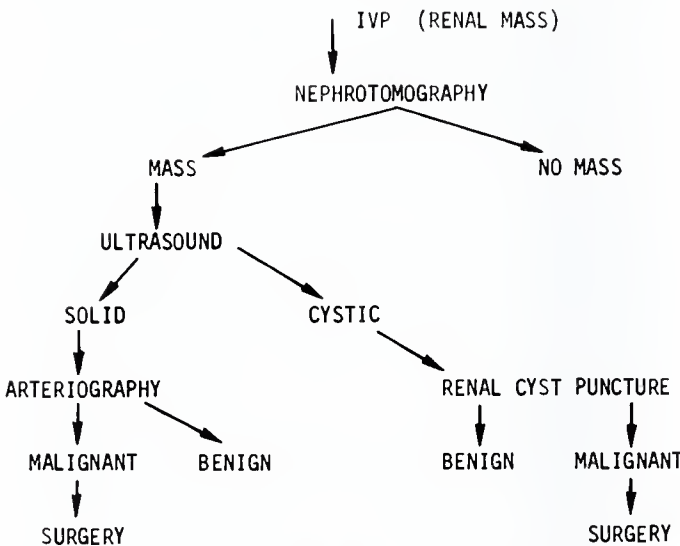 IVP (RENAL MASS)
NEPHROTOMOGRAPHY
MASS NO MASS
ULTRASOUND
SOLID CYSTIC
ARTERIOGRAPHY RENAL CYST PUNCTURE
MALIGNANT BENIGN BENIGN MALIGNANT
SURGERY SURGERY